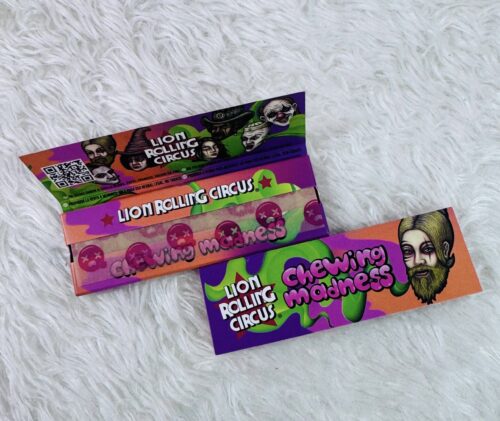 LION
ROLLING
CIRCUS
LION ROLLING CIRCUS
chewing madness
LION
ROLLING
CIRCUS
chewing
madness